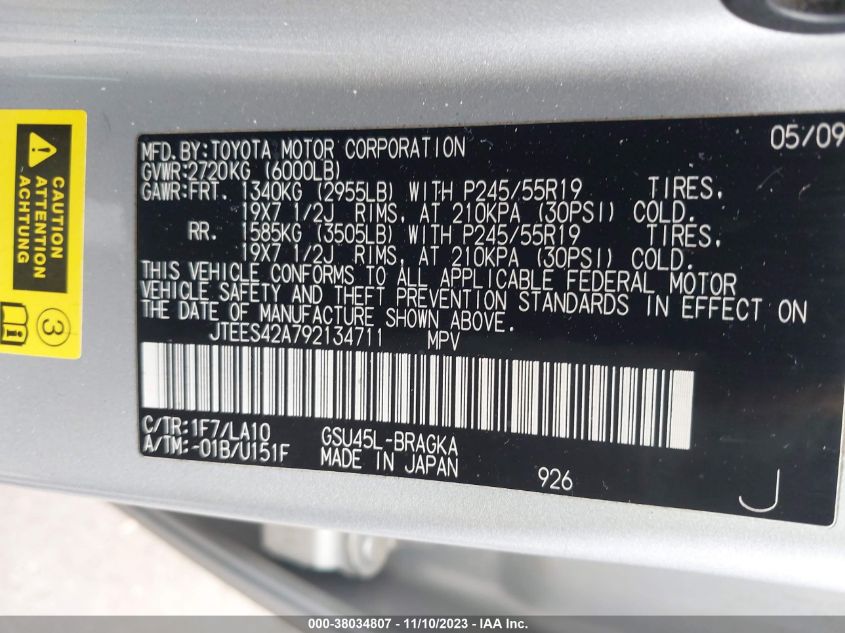 CAUTION
ATTENTION
3
MFD.BY:TOYOTA MOTOR CORPORATION 05/09
GVWR:2720KG (6000LB)
GAWR:FRT. 1340KG (2955LB) WITH P245/55R19 TIRES,
19X7 1/2J RIMS, AT 210KPA (30PSI) COLD.
RR. 1585KG (3505LB) WITH P245/55R19 TIRES,
19X7 1/2J RIMS, AT 210KPA (30PSI) COLD.
THIS VEHICLE CONFORMS TO ALL APPLICABLE FEDERAL MOTOR
VEHICLE SAFETY AND THEFT PREVENTION STANDARDS IN EFFECT ON
THE DATE OF MANUFACTURE SHOWN ABOVE.
JTEES42A792134711 MPV
C/TR:1F7/LA10 GSU45L-BRAGKA
A/TM:-01B/U151F MADE IN JAPAN 926
J
000-38034807 - 11/10/2023 - IAAI Inc.